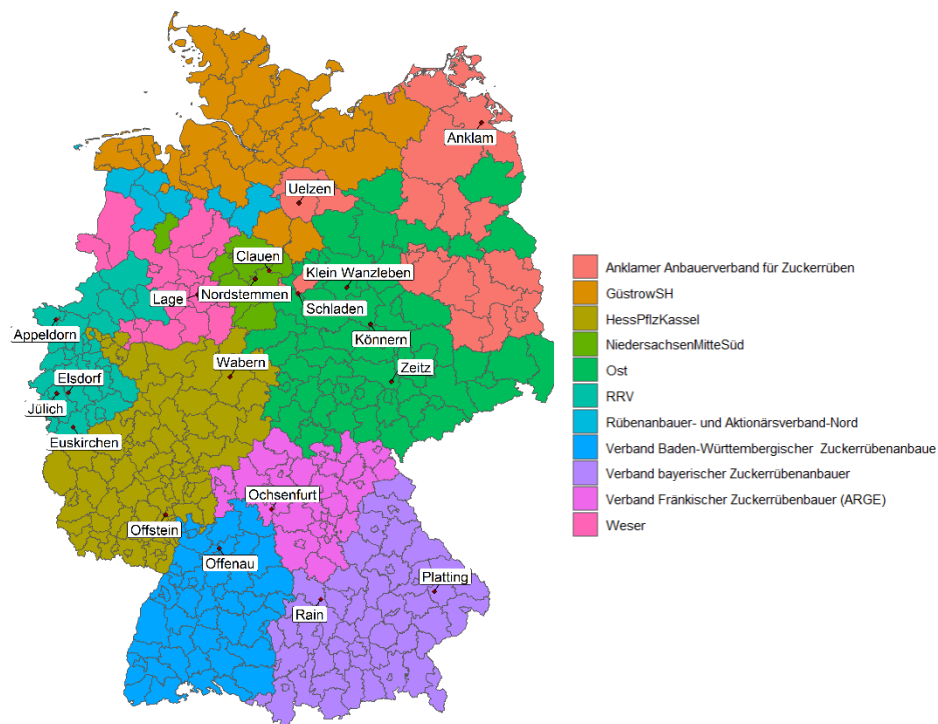 Anklam
Uelzen
Clauen
Klein Wanzleben
Lage
Nordstemmen
Schladen
Appeldorn
Könnern
Wabern
Zeitz
Elsdorf
Jülich
Euskirchen
Ochsenfurt
Offstein
Offenau
Platting
Rain
Anklamer Anbauerverband für Zuckerrüben
GüstrowSH
HessPflzKassel
NiedersachsenMitteSüd
Ost
RRV
Rübenanbauer- und Aktionärsverband-Nord
Verband Baden-Württembergischer Zuckerrübenanbaue
Verband bayerischer Zuckerrübenanbauer
Verband Fränkischer Zuckerrübenbauer (ARGE)
Weser